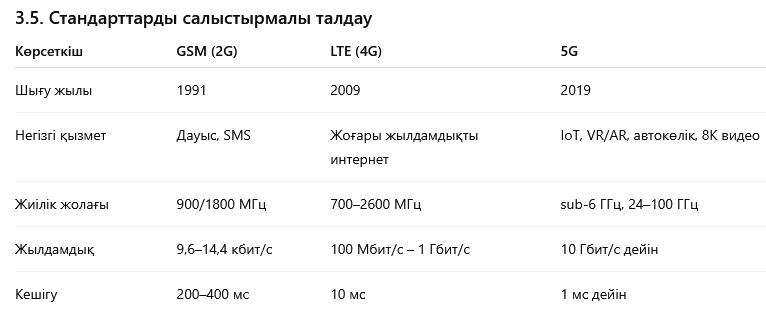 3.5. Стандарттарды салыстырмалы талдау
Көрсеткіш GSM (2G) LTE (4G) 5G
Шығу жылы 1991 2009 2019
Негізгі қызмет Дауыс, SMS Жоғары жылдамдықты интернет IoT, VR/AR, автокөлік, 8K видео
Жиілік жолағы 900/1800 МГц 700–2600 МГц sub-6 ГГц, 24–100 ГГц
Жылдамдық 9,6–14,4 кбит/с 100 Мбит/с – 1 Гбит/с 10 Гбит/с дейін
Кешігу 200–400 мс 10 мс 1 мс дейін